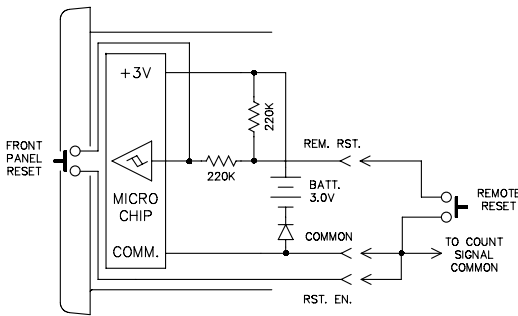 +3V
220K
REM. RST.
FRONT
PANEL
RESET
220K
MICRO
CHIP
BATT.
3.0V
REMOTE
RESET
COMM.
COMMON
TO COUNT
SIGNAL
COMMON
RST. EN.